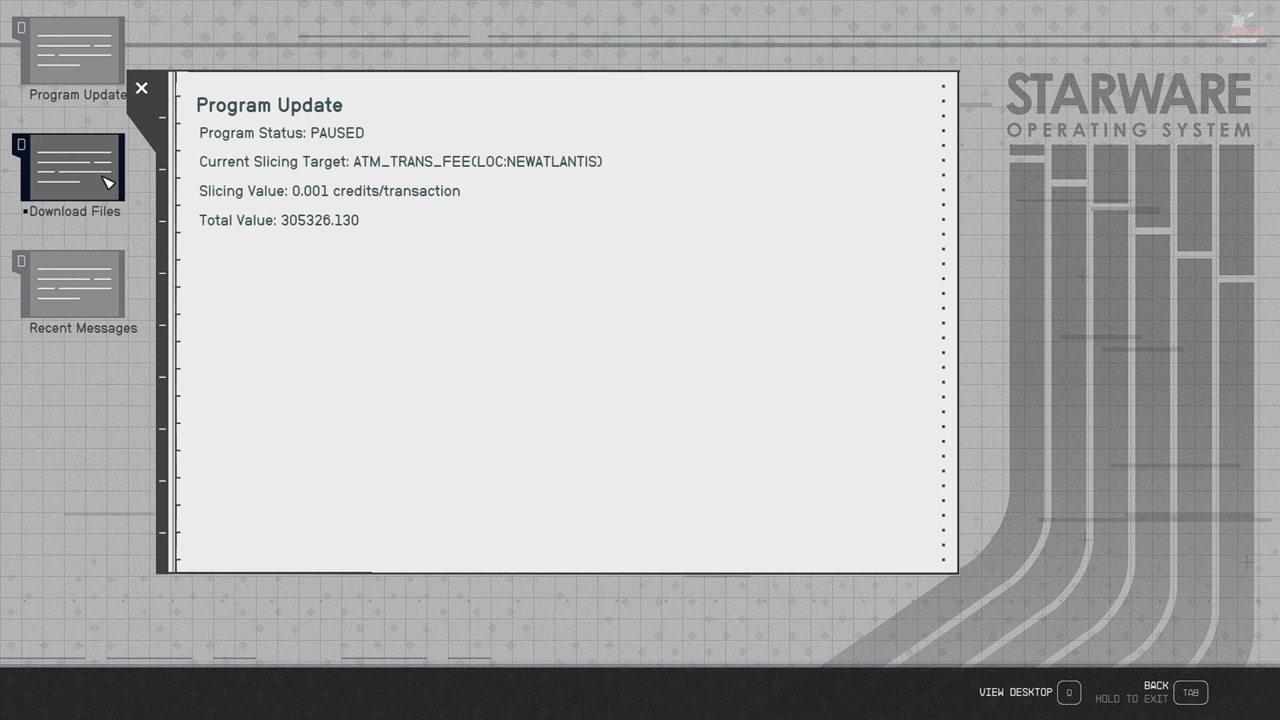 Program Update
Download Files
Recent Messages
Program Update
Program Status: PAUSED
Current Slicing Target: ATM_TRANS_FEE(LOC:NEWATLANTIS)
Slicing Value: 0.001 credits/transaction
Total Value: 305326.130
STARWARE
OPERATING SYSTEM
VIEW DESKTOP Q
BACK
HOLD TO EXIT TAB